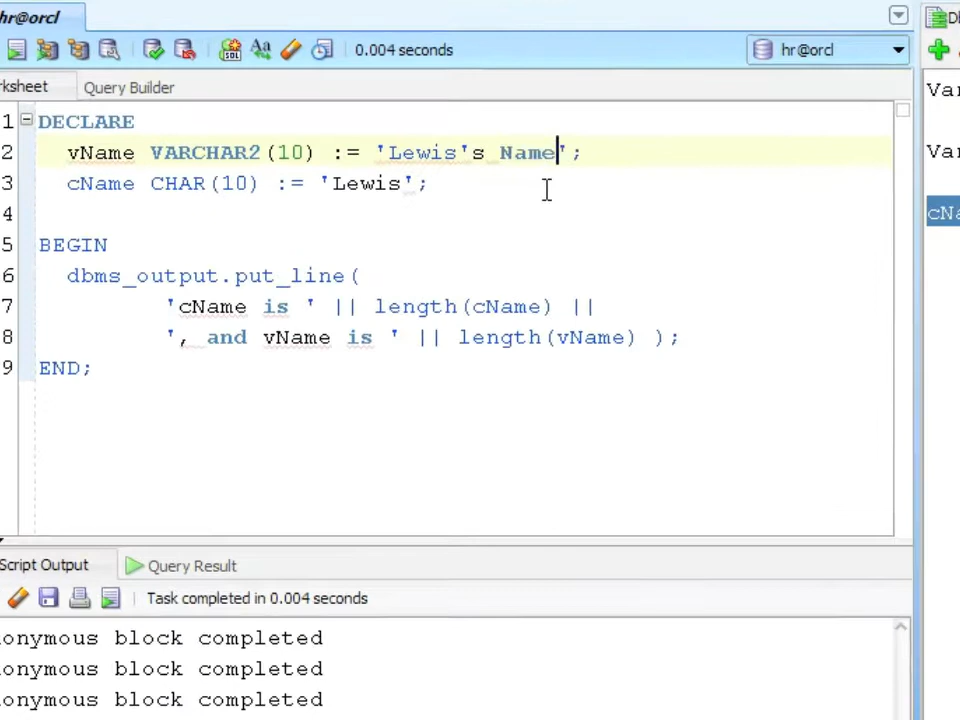 hr@orcl
0.004 seconds
hr@orcl
Query Builder
1 DECLARE
2 vName VARCHAR2(10) := 'Lewis's Name';
3 cName CHAR(10) := 'Lewis';
4
5 BEGIN
6 dbms_output.put_line(
7 'cName is ' || length(cName) ||
8 ', and vName is ' || length(vName) );
9 END;
Script Output
Query Result
Task completed in 0.004 seconds
onymous block completed
onymous block completed
onymous block completed